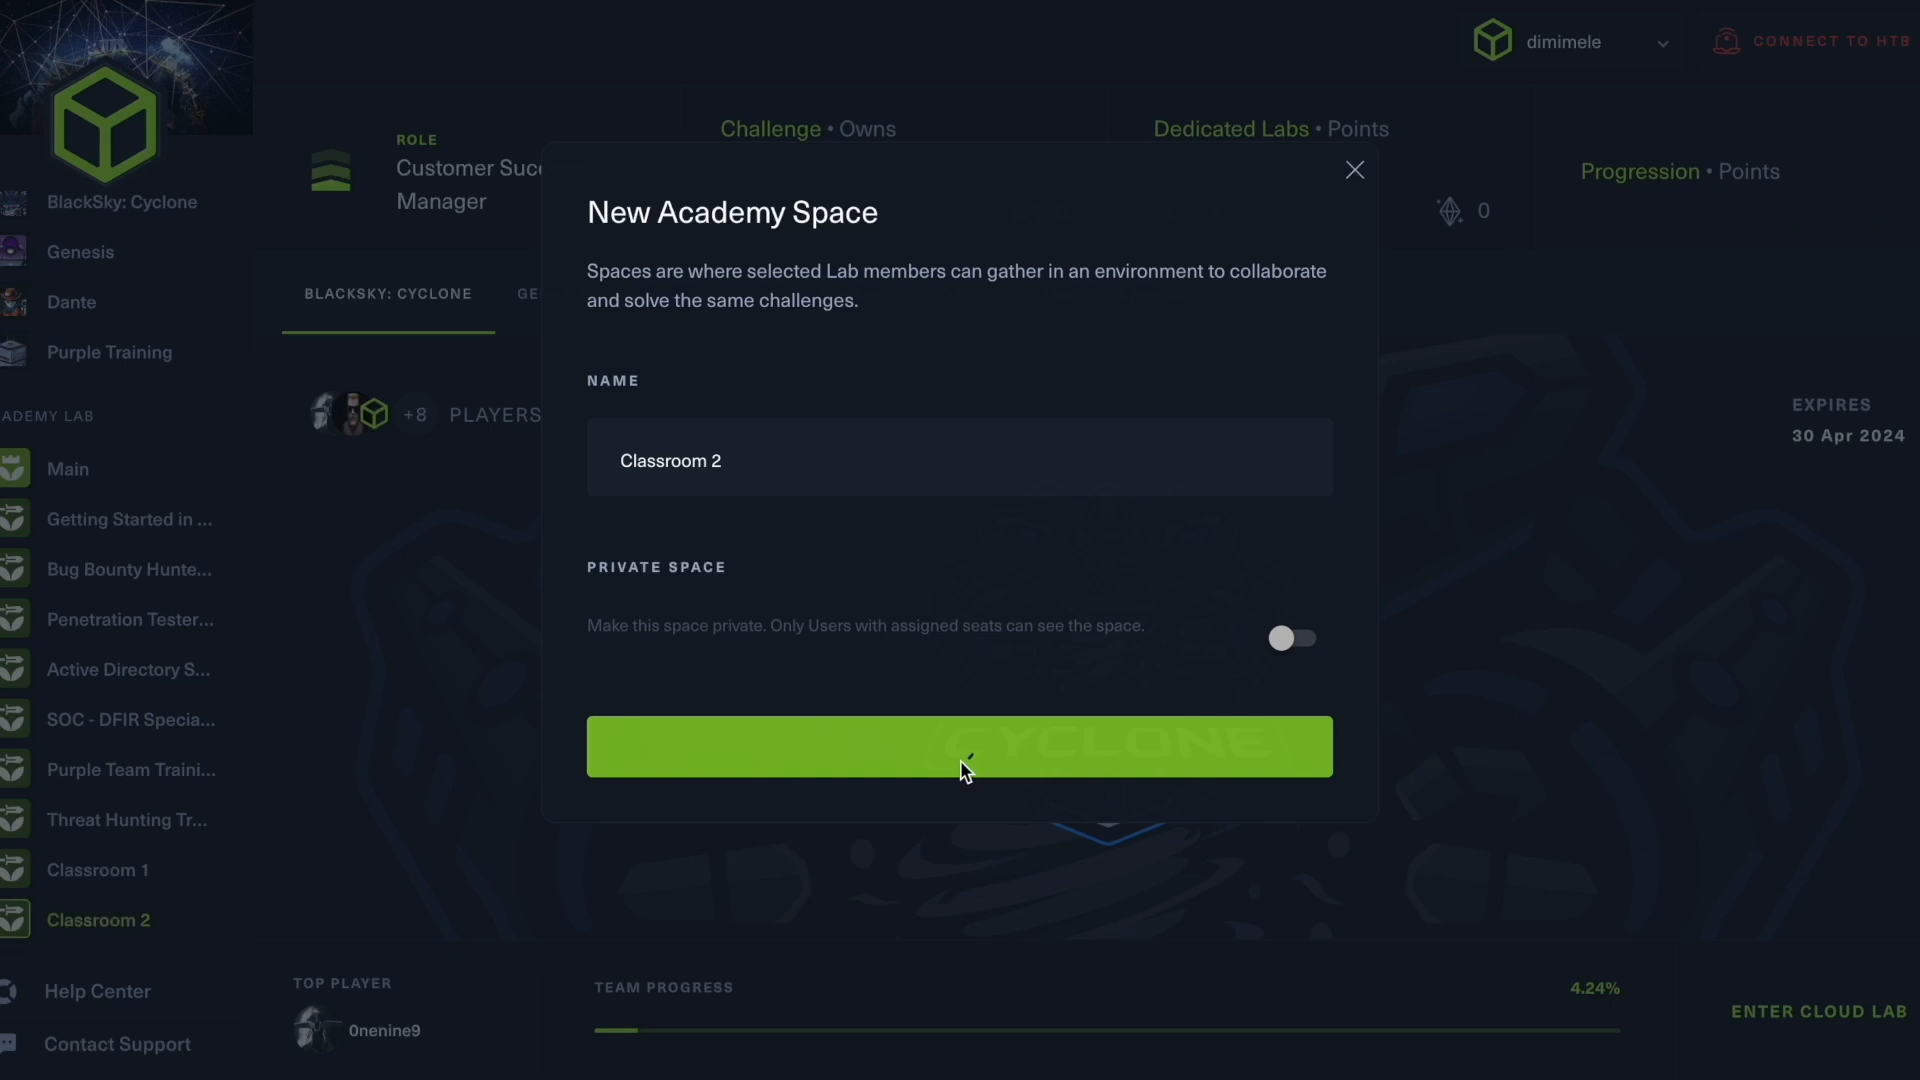 dimimele
CONNECT TO HTB
ROLE
Customer Suc
Manager
Challenge • Owns
Dedicated Labs • Points
0
Progression • Points
BlackSky: Cyclone
Genesis
Dante
Purple Training
ADEMY LAB
Main
Getting Started in ...
Bug Bounty Hunte...
Penetration Tester...
Active Directory S...
SOC - DFIR Specia...
Purple Team Traini...
Threat Hunting Tr...
Classroom 1
Classroom 2
Help Center
Contact Support
BLACKSKY: CYCLONE
GE
+8 PLAYERS
EXPIRES
30 Apr 2024
New Academy Space
Spaces are where selected Lab members can gather in an environment to collaborate
and solve the same challenges.
NAME
Classroom 2
PRIVATE SPACE
Make this space private. Only Users with assigned seats can see the space.
CYCLONE
TOP PLAYER
0nenine9
TEAM PROGRESS
4.24%
ENTER CLOUD LAB